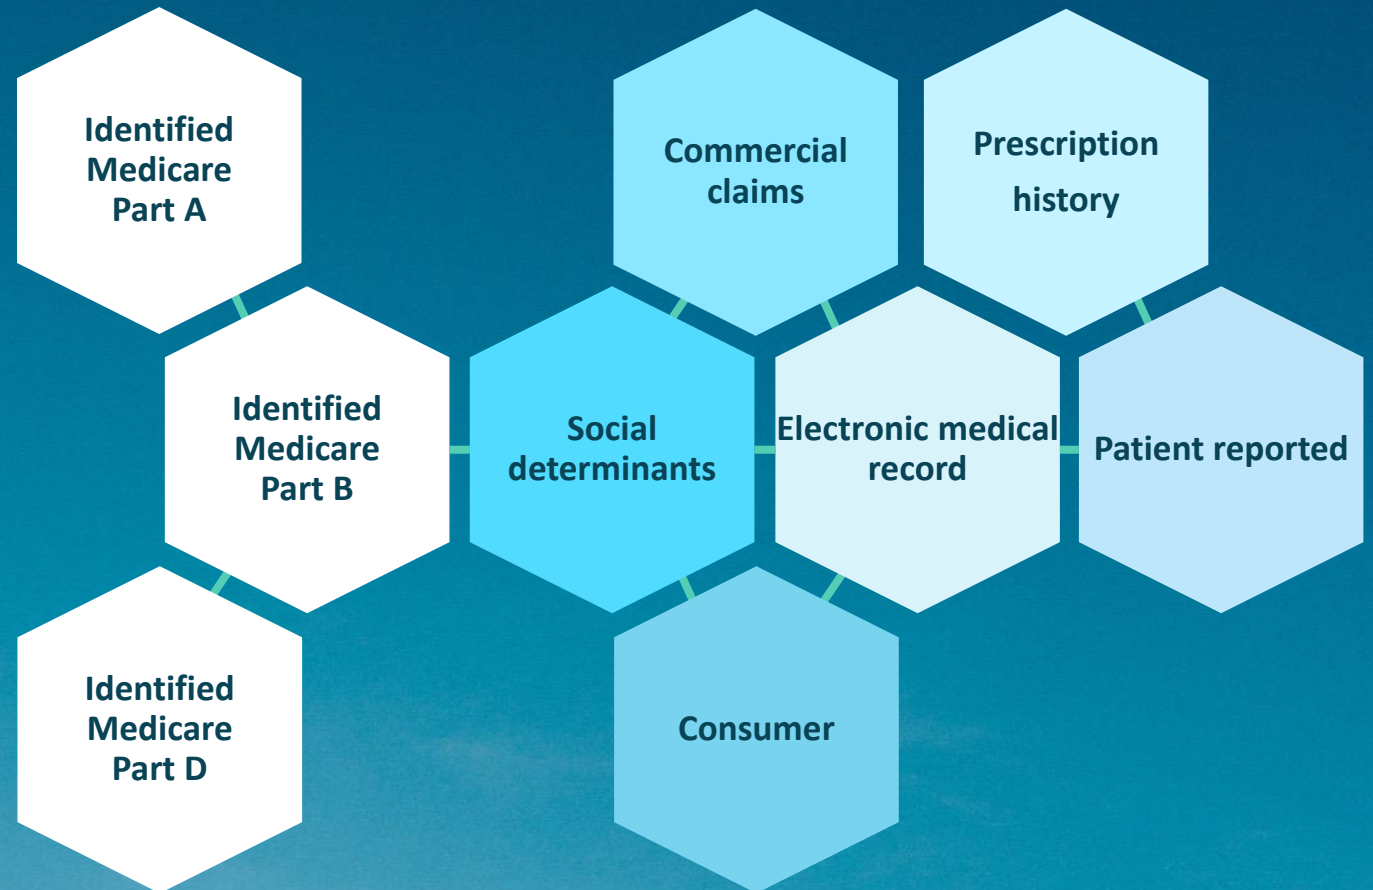 Identified
Medicare
Part A
Commercial
claims
Prescription
history
Identified
Medicare
Part B
Social
determinants
Electronic medical
record
Patient reported
Identified
Medicare
Part D
Consumer